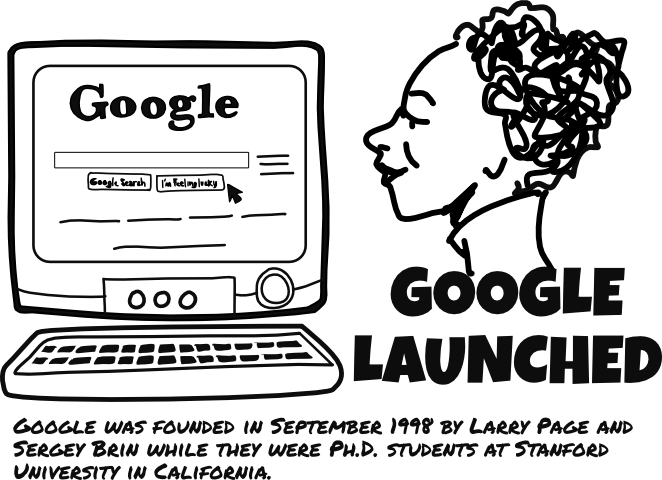 Google
Google Search
I'm Feeling lucky
GOOGLE
LAUNCHED
GOOGLE WAS FOUNDED IN SEPTEMBER 1998 BY LARRY PAGE AND
SERGEY BRIN WHILE THEY WERE PH.D. STUDENTS AT STANFORD
UNIVERSITY IN CALIFORNIA.